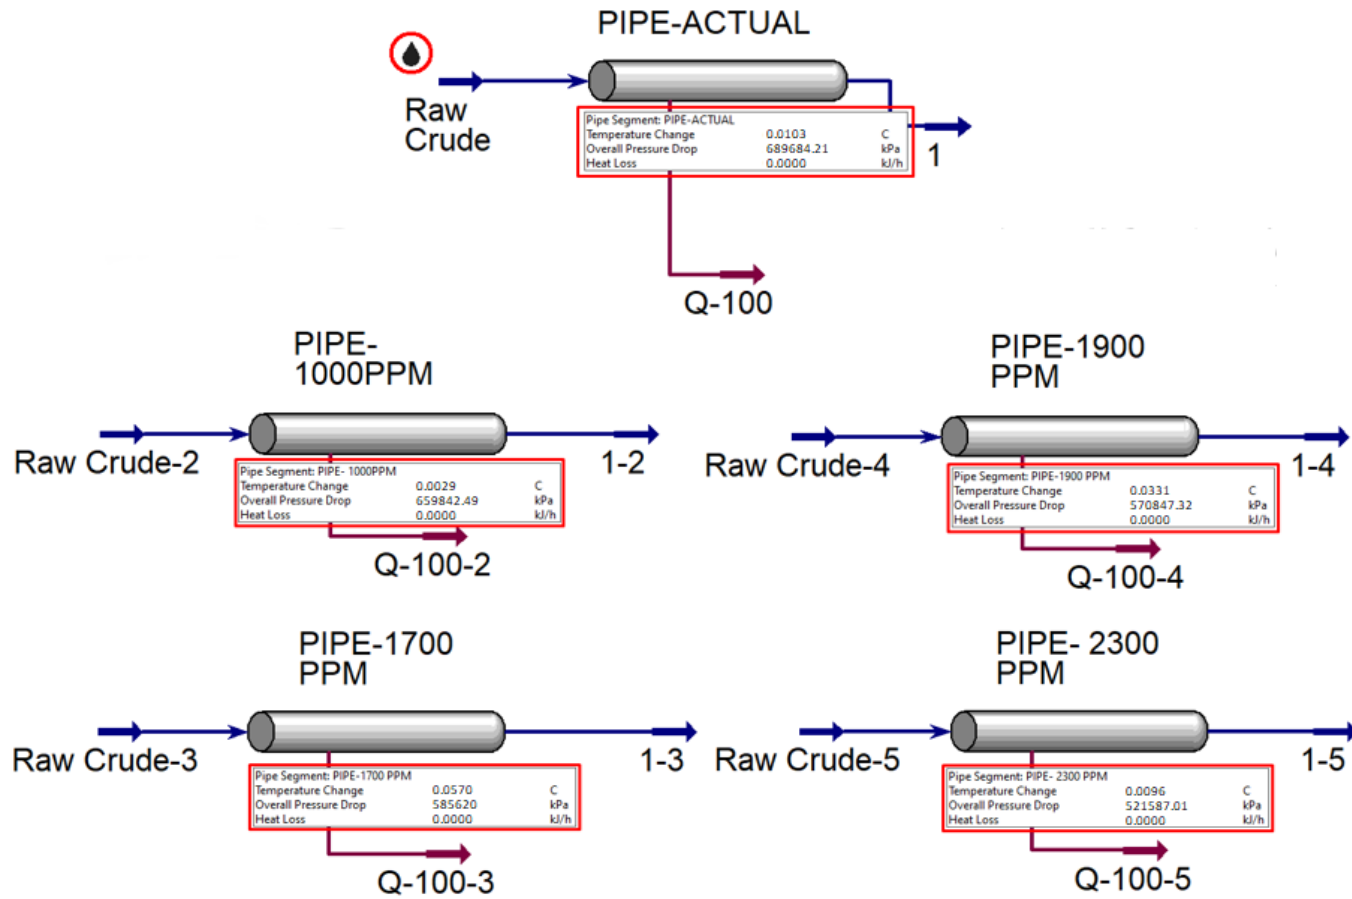 PIPE-ACTUAL
Raw
Crude
Pipe Segment: PIPE-ACTUAL
Temperature Change 0.0103 C
Overall Pressure Drop 689684.21 kPa
Heat Loss 0.0000 kJ/h
1
Q-100
PIPE-
1000PPM
Raw Crude-2
1-2
Pipe Segment: PIPE- 1000PPM
Temperature Change 0.0029 C
Overall Pressure Drop 659842.49 kPa
Heat Loss 0.0000 kJ/h
Q-100-2
PIPE-1900
PPM
Raw Crude-4
1-4
Pipe Segment: PIPE-1900 PPM
Temperature Change 0.0331 C
Overall Pressure Drop 570847.32 kPa
Heat Loss 0.0000 kJ/h
Q-100-4
PIPE-1700
PPM
Raw Crude-3
1-3
Pipe Segment: PIPE-1700 PPM
Temperature Change 0.0570 C
Overall Pressure Drop 585620 kPa
Heat Loss 0.0000 kJ/h
Q-100-3
PIPE- 2300
PPM
Raw Crude-5
1-5
Pipe Segment: PIPE- 2300 PPM
Temperature Change 0.0096 C
Overall Pressure Drop 521587.01 kPa
Heat Loss 0.0000 kJ/h
Q-100-5